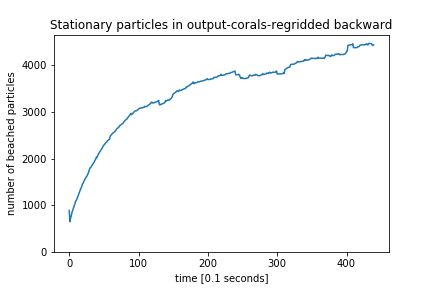 Stationary particles in output-corals-regridded backward
number of beached particles
4000
3000
2000
1000
0
0 100 200 300 400
time [0.1 seconds]